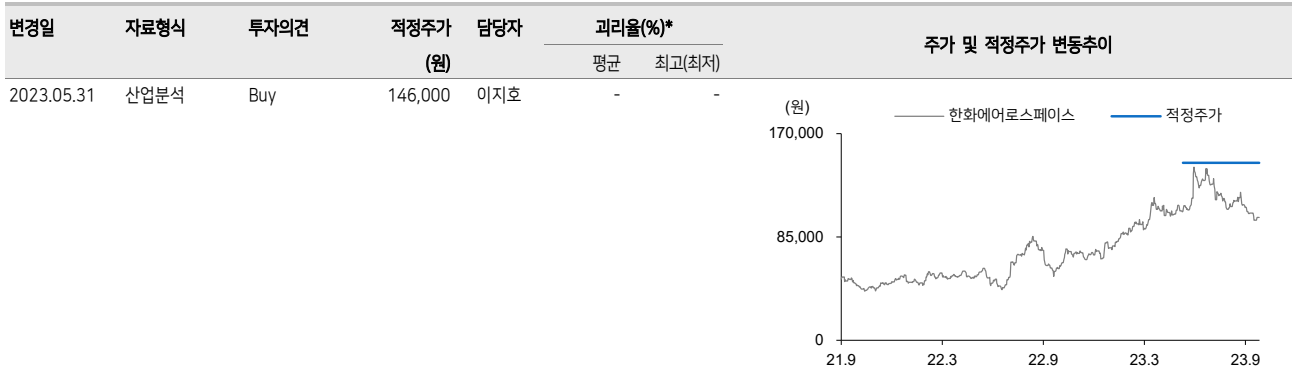 변경일 자료형식 투자의견 적정주가 담당자 괴리율(%)* 주가 및 적정주가 변동추이
(원) 평균 최고(최저)
2023.05.31 산업분석 Buy 146,000 이지호 - -
(원) 한화에어로스페이스 적정주가
170,000
85,000
0
21.9 22.3 22.9 23.3 23.9